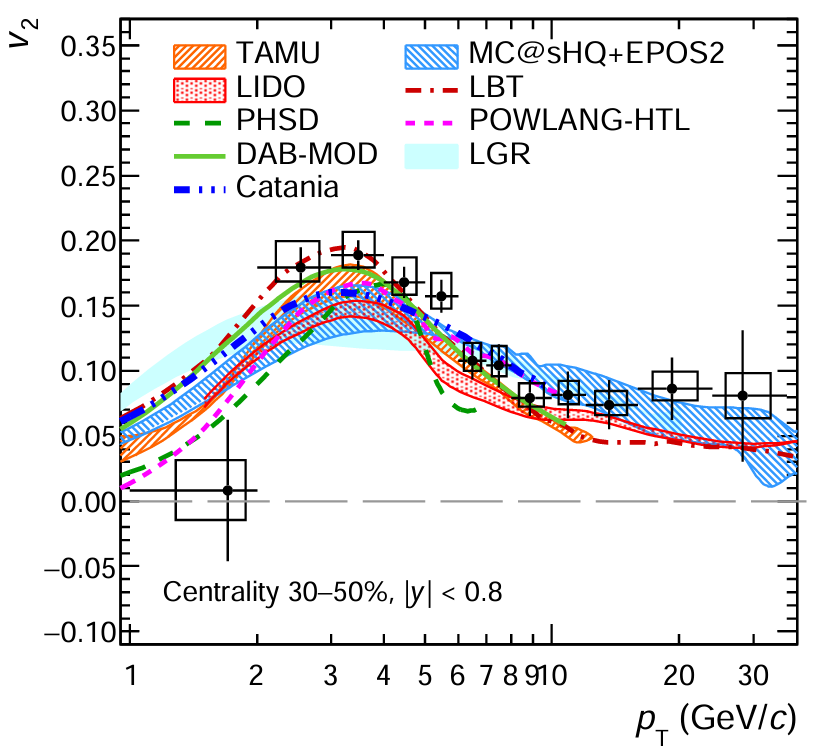 v2
0.35
0.30
0.25
0.20
0.15
0.10
0.05
0.00
−0.05
−0.10
TAMU
LIDO
PHSD
DAB-MOD
Catania
MC@sHQ+EPOS2
LBT
POWLANG-HTL
LGR
Centrality 30–50%, |y| < 0.8
1 2 3 4 5 6 7 8 9 10 20 30
pT (GeV/c)